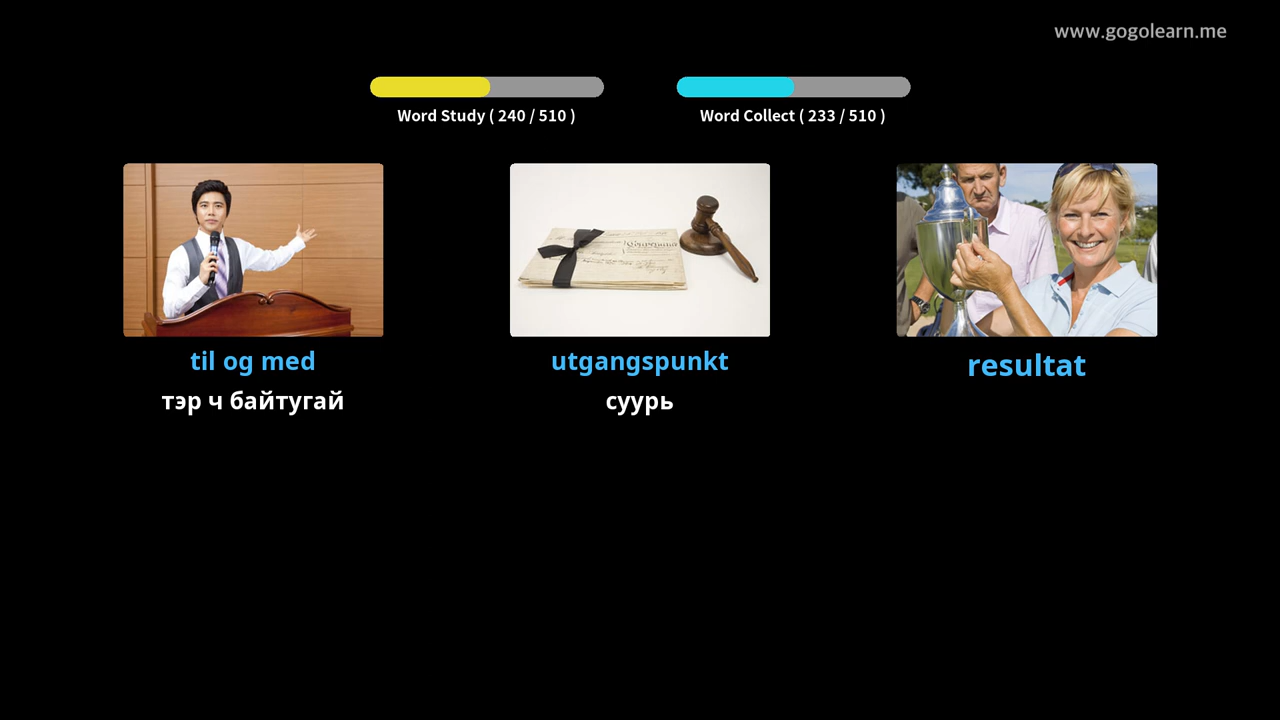 www.gogolearn.me
Word Study ( 240 / 510 )
Word Collect ( 233 / 510 )
til og med
тэр ч байтугай
utgangspunkt
суурь
resultat